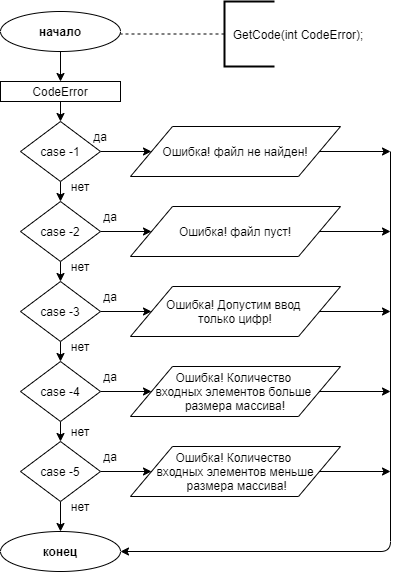 начало
GetCode(int CodeError);
CodeError
case -1
да
Ошибка! файл не найден!
нет
case -2
да
Ошибка! файл пуст!
нет
case -3
да
Ошибка! Допустим ввод
только цифр!
нет
case -4
да
Ошибка! Количество
входных элементов больше
размера массива!
нет
case -5
да
Ошибка! Количество
входных элементов меньше
размера массива!
нет
конец